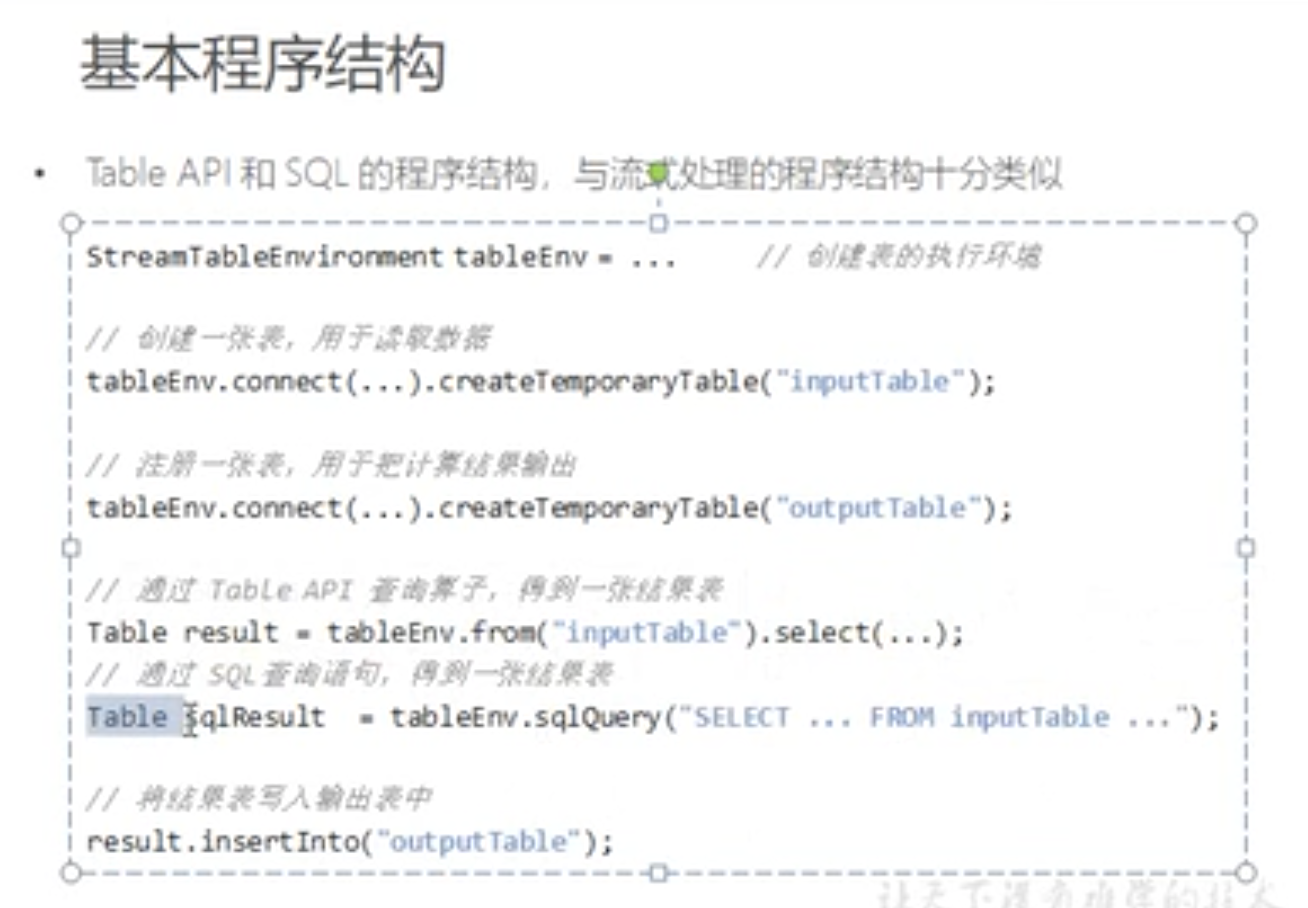 基本程序结构
• Table API 和 SQL 的程序结构，与流式处理的程序结构十分类似
StreamTableEnvironment tableEnv = ...     // 创建表的执行环境
// 创建一张表，用于读取数据
tableEnv.connect(...).createTemporaryTable("inputTable");
// 注册一张表，用于把计算结果输出
tableEnv.connect(...).createTemporaryTable("outputTable");
// 通过 Table API 查询算子，得到一张结果表
Table result = tableEnv.from("inputTable").select(...);
// 通过 SQL查询语句，得到一张结果表
Table sqlResult  = tableEnv.sqlQuery("SELECT ... FROM inputTable ...");
// 将结果表写入输出表中
result.insertInto("outputTable");
让天下没有难学的技术